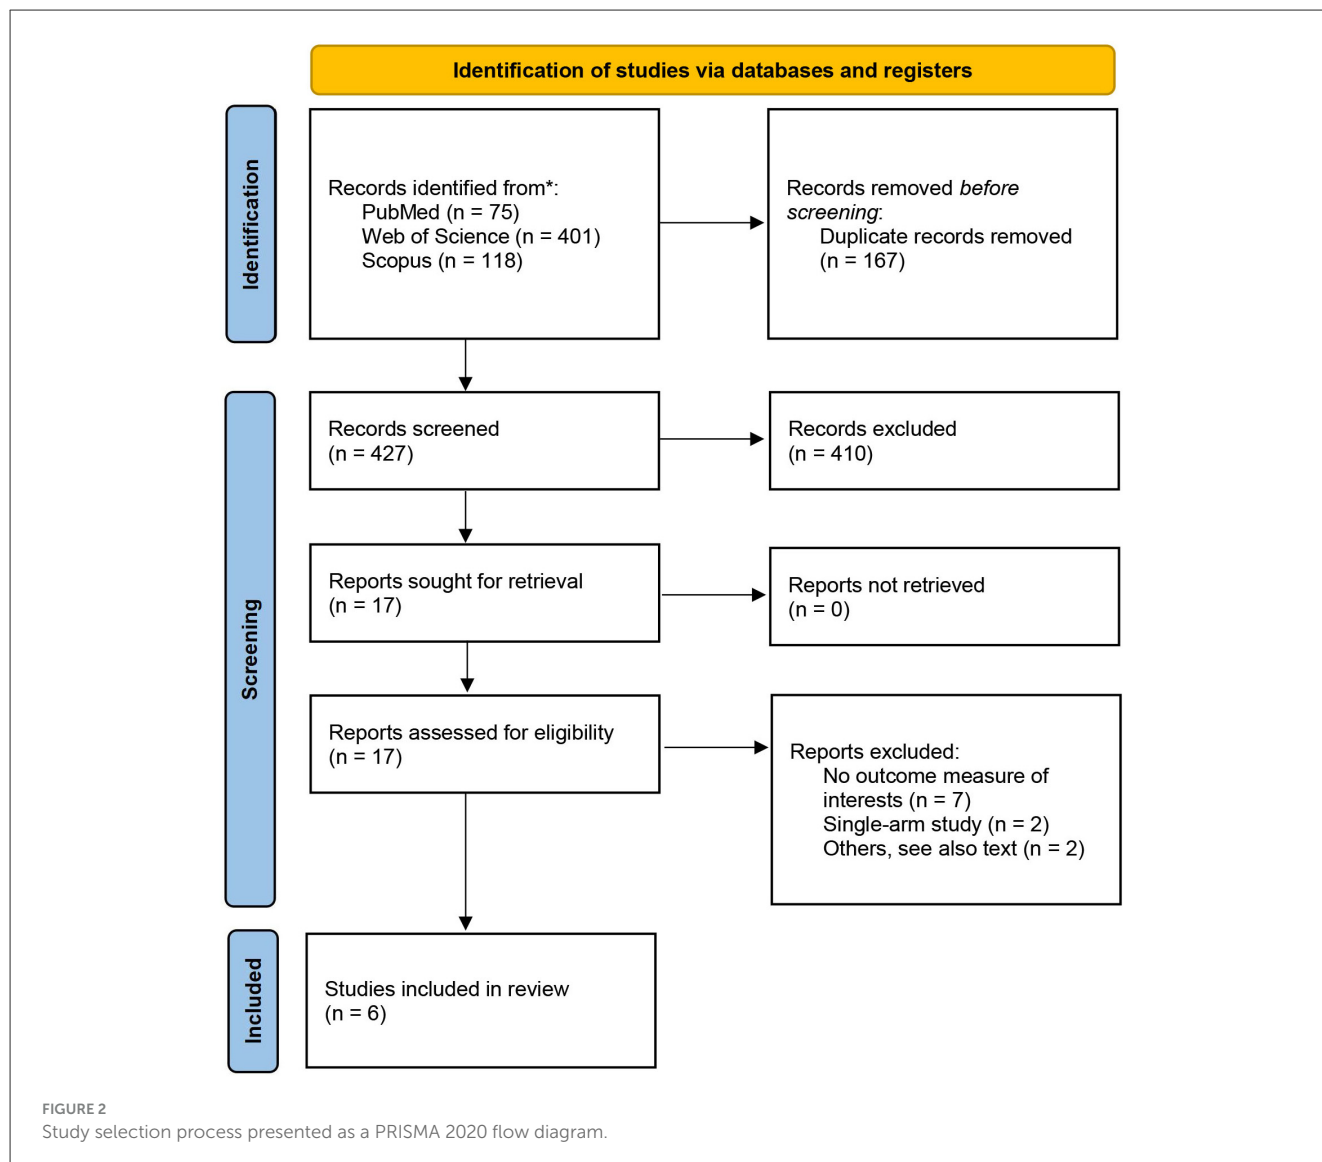 Identification of studies via databases and registers
Identification
Records identified from*:
PubMed (n = 75)
Web of Science (n = 401)
Scopus (n = 118)
Records removed before
screening:
Duplicate records removed
(n = 167)
Screening
Records screened
(n = 427)
Records excluded
(n = 410)
Reports sought for retrieval
(n = 17)
Reports not retrieved
(n = 0)
Reports assessed for eligibility
(n = 17)
Reports excluded:
No outcome measure of
interests (n = 7)
Single-arm study (n = 2)
Others, see also text (n = 2)
Included
Studies included in review
(n = 6)
FIGURE 2
Study selection process presented as a PRISMA 2020 flow diagram.